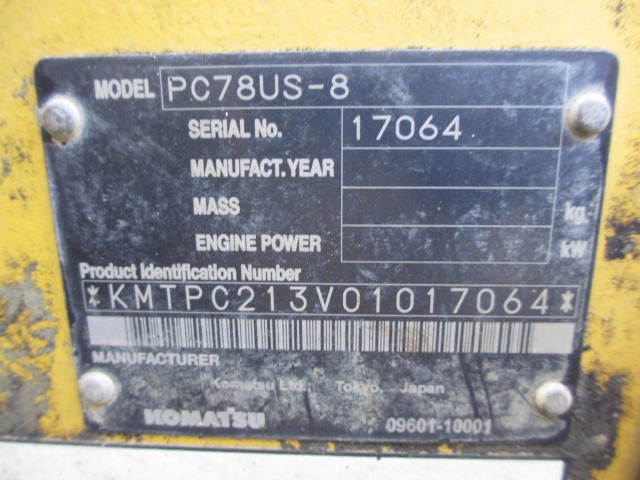 MODEL PC78US-8
SERIAL No. 17064
MANUFACT. YEAR
MASS kg
ENGINE POWER kW
Product Identification Number
*KMTPC213V01017064*
MANUFACTURER
Komatsu Ltd., Tokyo, Japan
KOMATSU 09601-10001